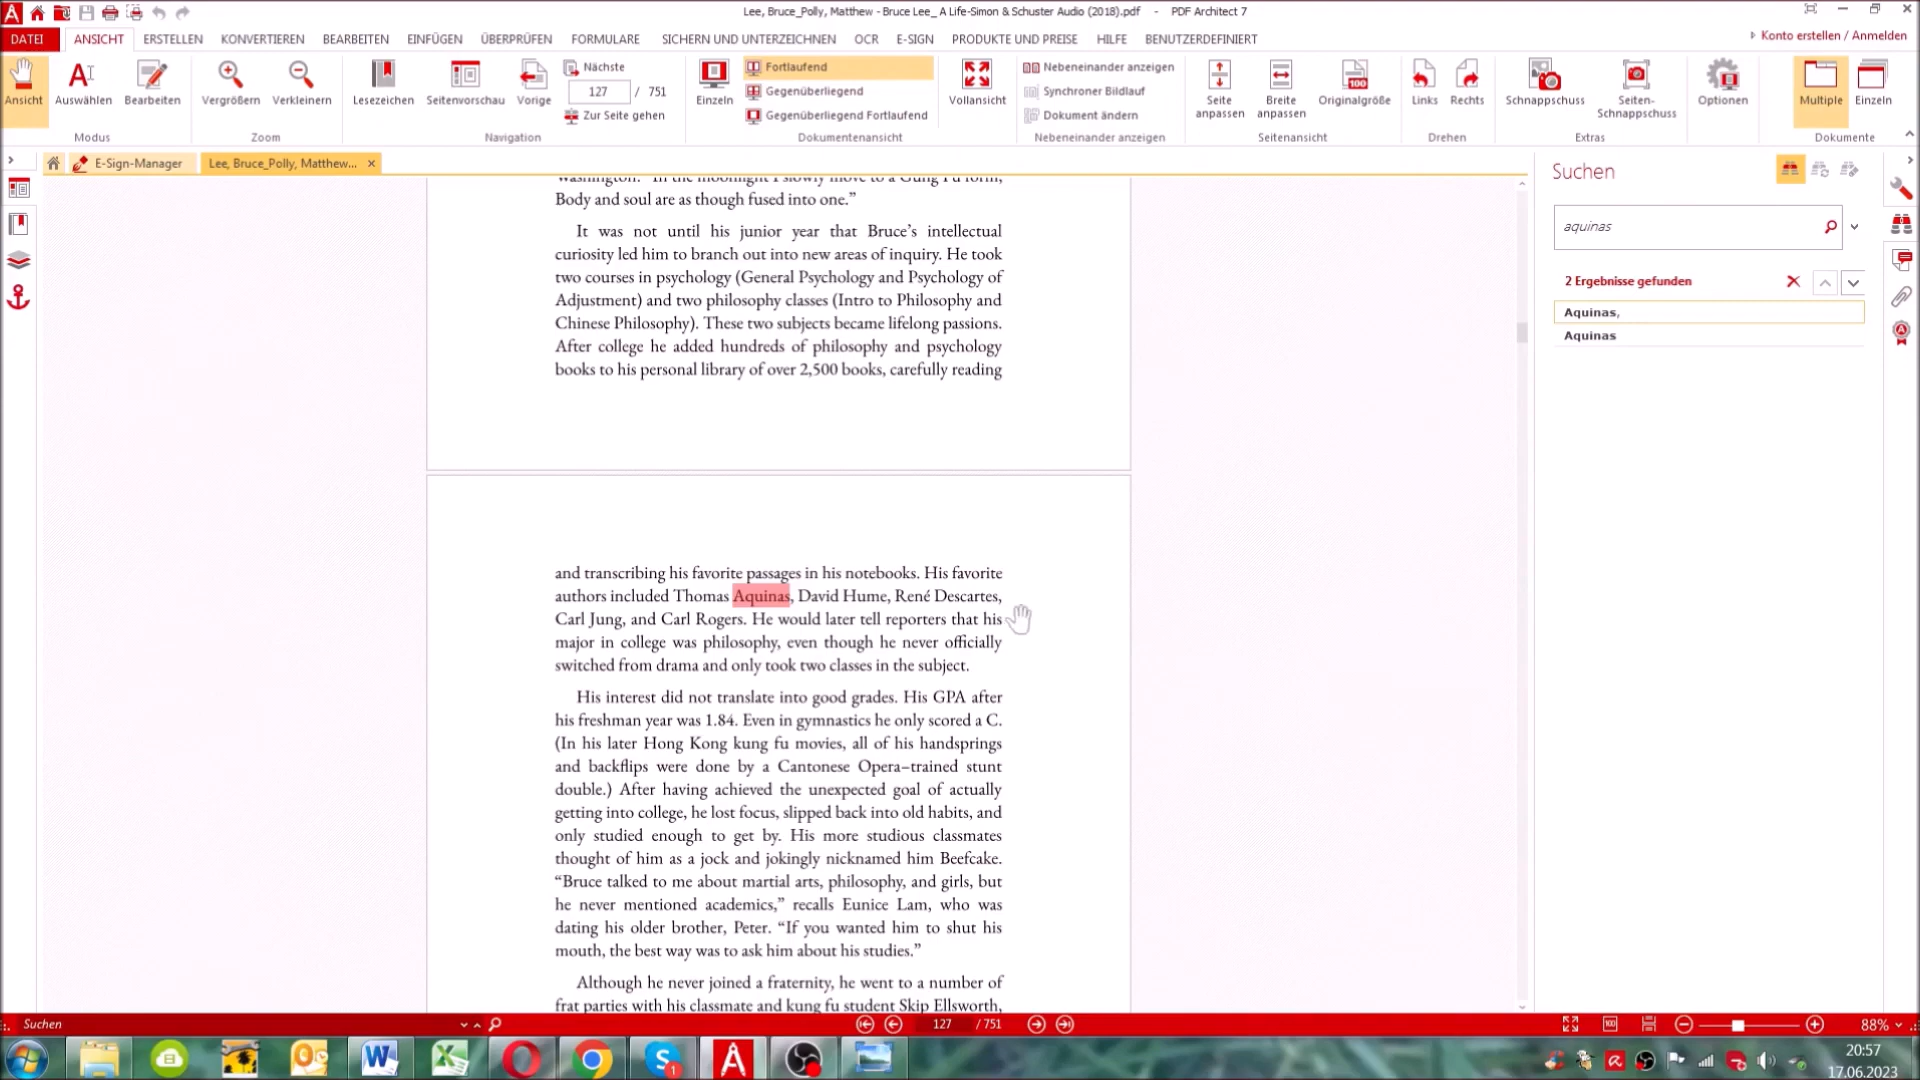 Lee, Bruce_Polly, Matthew - Bruce Lee_ A Life-Simon & Schuster Audio (2018).pdf - PDF Architect 7
DATEI ANSICHT ERSTELLEN KONVERTIEREN BEARBEITEN EINFÜGEN ÜBERPRÜFEN FORMULARE SICHERN UND UNTERZEICHNEN OCR E-SIGN PRODUKTE UND PREISE HILFE BENUTZERDEFINIERT Konto erstellen / Anmelden
Ansicht Auswählen Bearbeiten
Modus
Vergrößern Verkleinern
Zoom
Lesezeichen Seitenvorschau Vorige
Nächste
127 / 751
Zur Seite gehen
Navigation
Einzeln
Fortlaufend
Gegenüberliegend
Gegenüberliegend Fortlaufend
Vollansicht
Dokumentenansicht
Nebeneinander anzeigen
Synchroner Bildlauf
Dokument ändern
Nebeneinander anzeigen
Seite anpassen
Breite anpassen
Originalgröße
Seitenansicht
Links Rechts
Drehen
Schnappschuss
Seiten-Schnappschuss
Extras
Optionen
Multiple Einzeln
Dokumente
E-Sign-Manager
Lee, Bruce_Polly, Matthew...
Washington. “In the moonlight I slowly move to a Gung Fu form,
Body and soul are as though fused into one.”
It was not until his junior year that Bruce’s intellectual
curiosity led him to branch out into new areas of inquiry. He took
two courses in psychology (General Psychology and Psychology of
Adjustment) and two philosophy classes (Intro to Philosophy and
Chinese Philosophy). These two subjects became lifelong passions.
After college he added hundreds of philosophy and psychology
books to his personal library of over 2,500 books, carefully reading
and transcribing his favorite passages in his notebooks. His favorite
authors included Thomas Aquinas, David Hume, René Descartes,
Carl Jung, and Carl Rogers. He would later tell reporters that his
major in college was philosophy, even though he never officially
switched from drama and only took two classes in the subject.
His interest did not translate into good grades. His GPA after
his freshman year was 1.84. Even in gymnastics he only scored a C.
(In his later Hong Kong kung fu movies, all of his handsprings
and backflips were done by a Cantonese Opera–trained stunt
double.) After having achieved the unexpected goal of actually
getting into college, he lost focus, slipped back into old habits, and
only studied enough to get by. His more studious classmates
thought of him as a jock and jokingly nicknamed him Beefcake.
“Bruce talked to me about martial arts, philosophy, and girls, but
he never mentioned academics,” recalls Eunice Lam, who was
dating his older brother, Peter. “If you wanted him to shut his
mouth, the best way was to ask him about his studies.”
Although he never joined a fraternity, he went to a number of
frat parties with his classmate and kung fu student Skip Ellsworth,
Suchen
aquinas
2 Ergebnisse gefunden
Aquinas,
Aquinas
Suchen
127 / 751
88%
20:57
17.06.2023